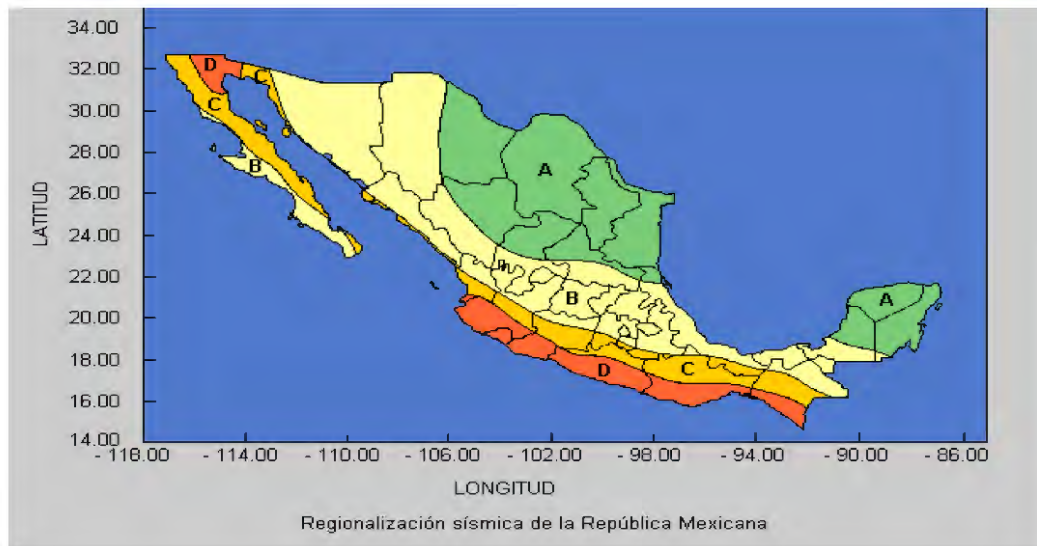 34.00
32.00
30.00
28.00
26.00
24.00
22.00
20.00
18.00
16.00
14.00
LATITUD
D
C
C
B
A
B
B
A
D
C
- 118.00 - 114.00 - 110.00 - 106.00 - 102.00 - 98.00 - 94.00 - 90.00 - 86.00
LONGITUD
Regionalización sísmica de la República Mexicana